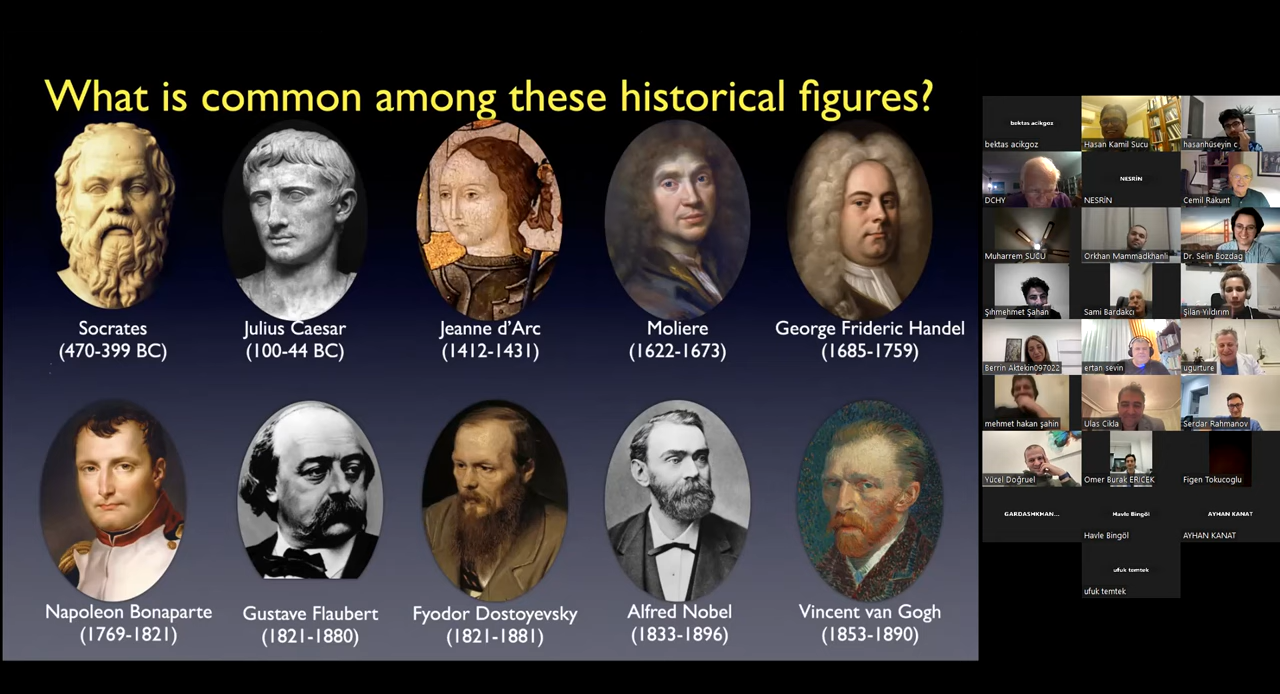 What is common among these historical figures?
Socrates
(470-399 BC)
Julius Caesar
(100-44 BC)
Jeanne d'Arc
(1412-1431)
Moliere
(1622-1673)
George Frideric Handel
(1685-1759)
Napoleon Bonaparte
(1769-1821)
Gustave Flaubert
(1821-1880)
Fyodor Dostoyevsky
(1821-1881)
Alfred Nobel
(1833-1896)
Vincent van Gogh
(1853-1890)
bektas acikgoz
bektas acikgoz
Hasan Kamil Sucu
hasanhüseyin c
DCHY
NESRİN
NESRİN
Cemil Rakunt
Muharrem SUCU
Orkhan Mammadkhanli
Dr. Selin Bozdag
Şihmehmet Şahan
Sami Bardakcı
Şilan Yıldırım
Berrin Aktekin097022
ertan sevin
ugurture
mehmet hakan şahin
Ulas Cikla
Serdar Rahmanov
Yücel Doğruel
Omer Burak ERICEK
Figen Tokucoglu
GARDASHKHAN...
Havle Bingöl
Havle Bingöl
AYHAN KANAT
AYHAN KANAT
ufuk temtek
ufuk temtek